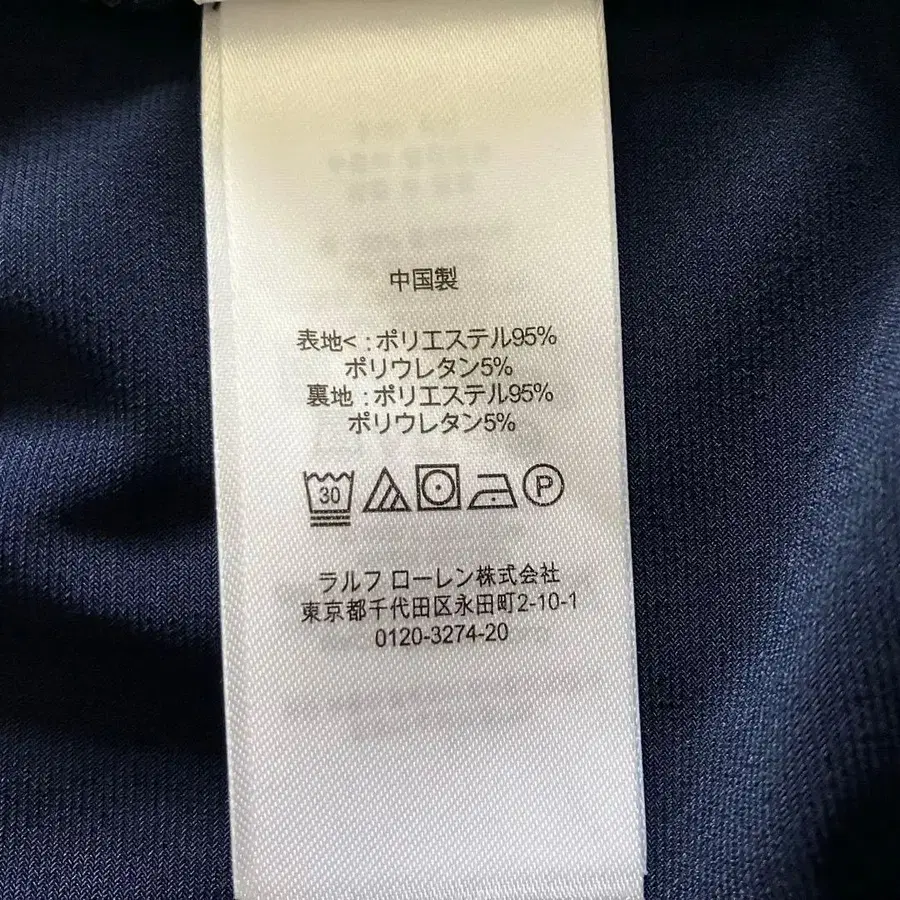 中国製
表地< : ポリエステル95%
ポリウレタン5%
裏地 : ポリエステル95%
ポリウレタン5%
30 P
ラルフ ローレン株式会社
東京都千代田区永田町2-10-1
0120-3274-20